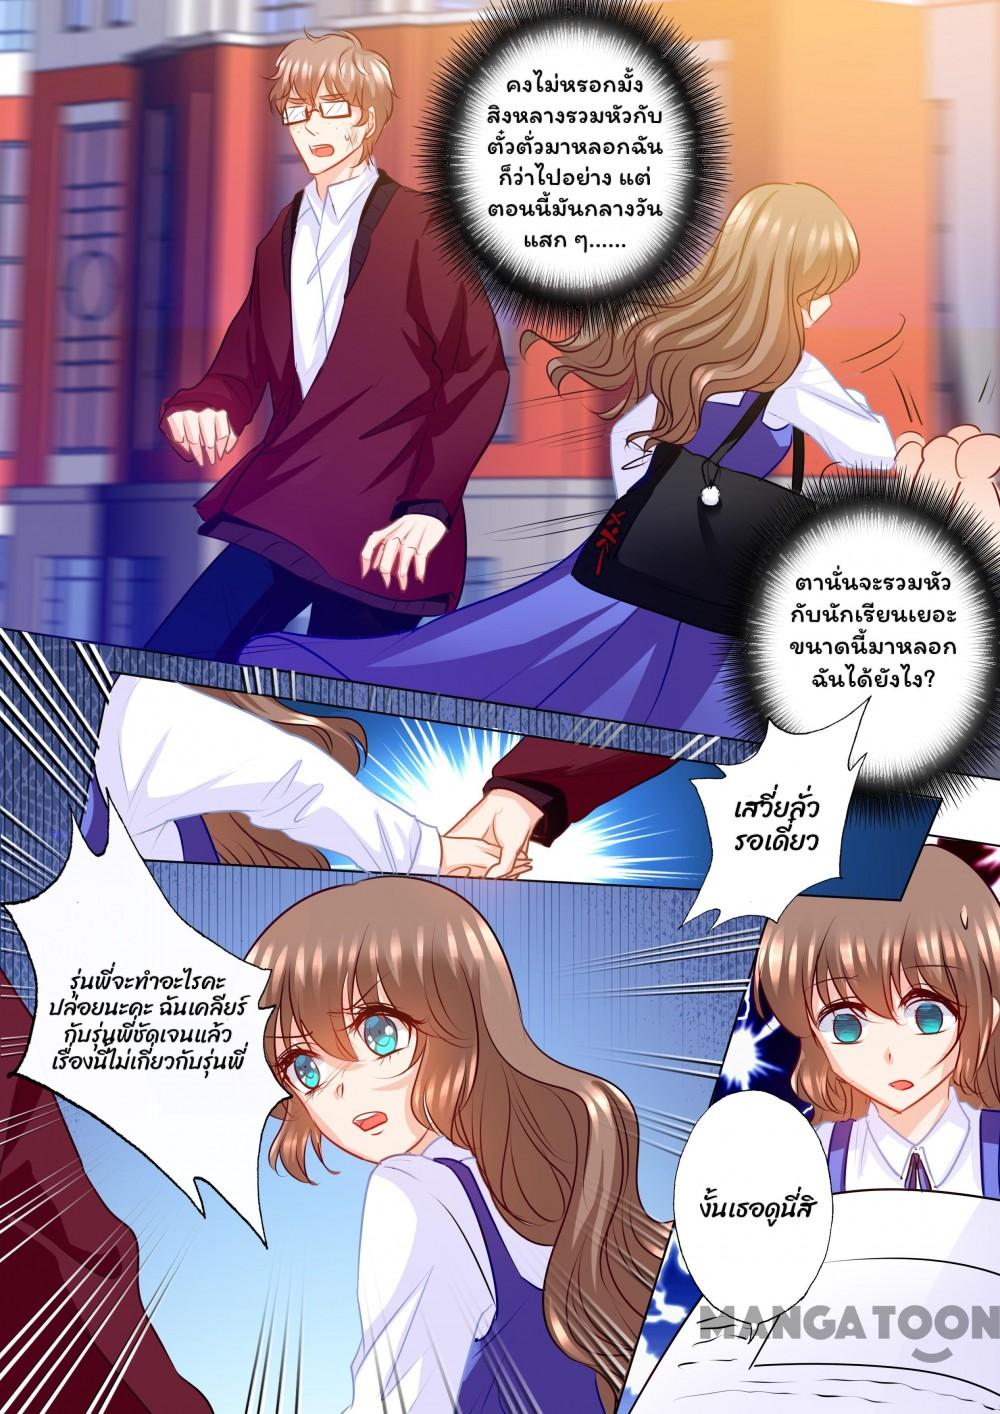 คงไม่หรอกมั้ง
สิงหลางรวมหัวกับ
ตั๋วตั่วมาหลอกฉัน
ก็ว่าไปอย่าง แต่
ตอนนี้มันกลางวัน
แสก ๆ......
ตานั่นจะรวมหัว
กับนักเรียนเยอะ
ขนาดนี้มาหลอก
ฉันได้ยังไง?
เสวี่ยลั่ว
รอเดี๋ยว
รุ่นพี่จะทำอะไรคะ
ปล่อยนะคะ ฉันเคลียร์
กับรุ่นพี่ชัดเจนแล้ว
เรื่องนี้ไม่เกี่ยวกับรุ่นพี่
งั้นเธอดูนี่สิ
MANGATOON